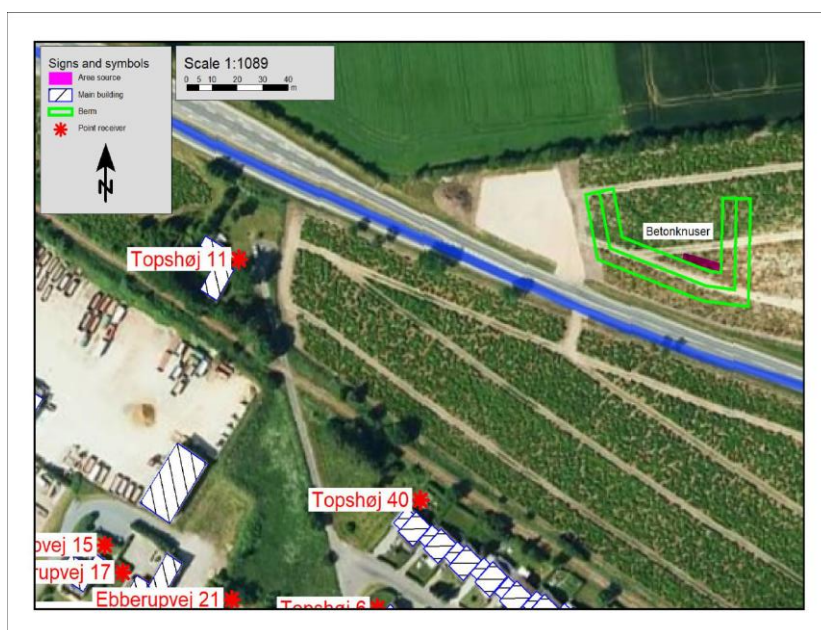 Signs and symbols
Area source
Main building
Berm
Point receiver
N
Scale 1:1089
0 5 10 20 30 40
m
Betonknuser
Topshøj 11
Topshøj 40
ovej 15
rupvej 17
Ebberupvej 21
Topshøj 6